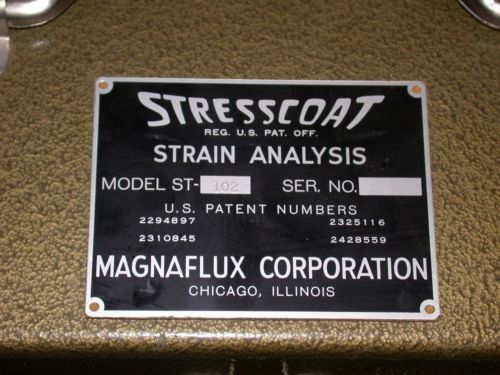 STRESSCOAT
REG. U.S. PAT. OFF.
STRAIN ANALYSIS
MODEL ST- 102 SER. NO.
U.S. PATENT NUMBERS
2294897 2325116
2310845 2428559
MAGNAFLUX CORPORATION
CHICAGO, ILLINOIS